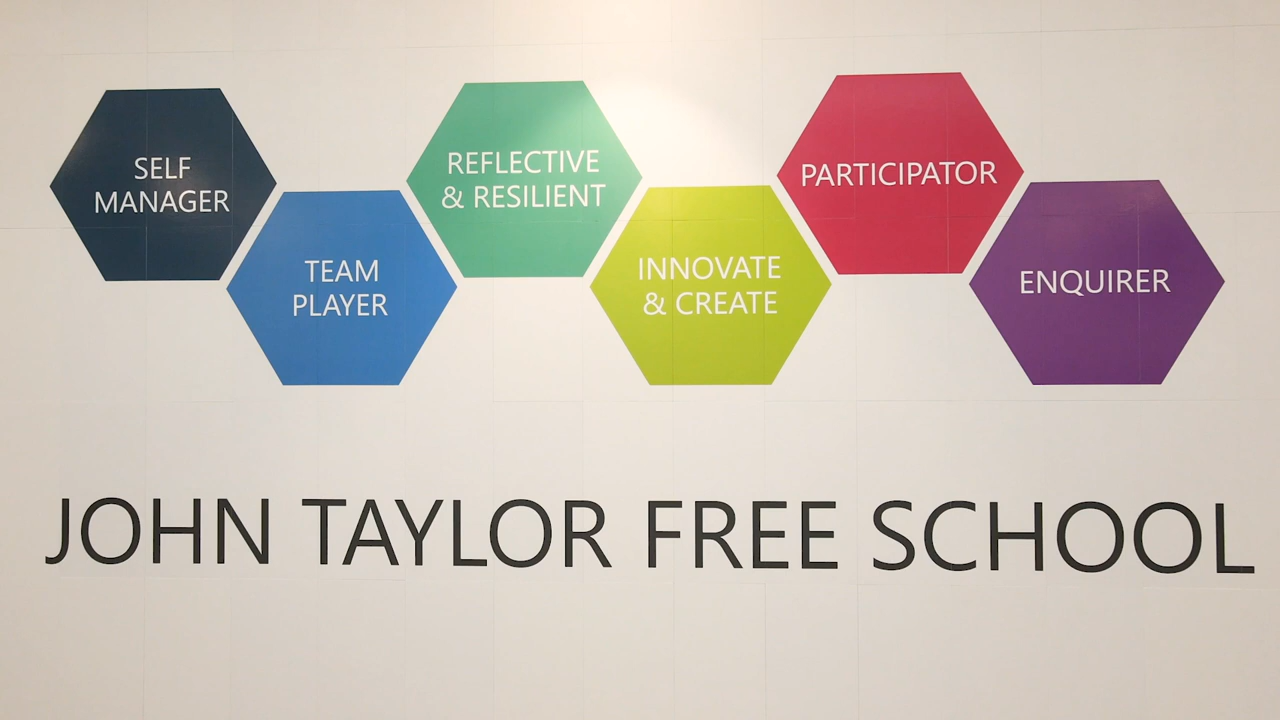 SELF
MANAGER
TEAM
PLAYER
REFLECTIVE
& RESILIENT
INNOVATE
& CREATE
PARTICIPATOR
ENQUIRER
JOHN TAYLOR FREE SCHOOL